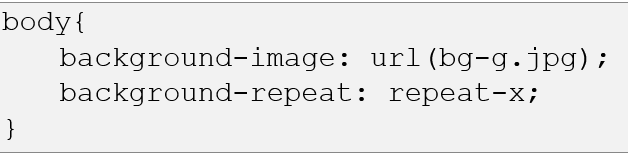 body{
background-image: url(bg-g.jpg);
background-repeat: repeat-x;
}